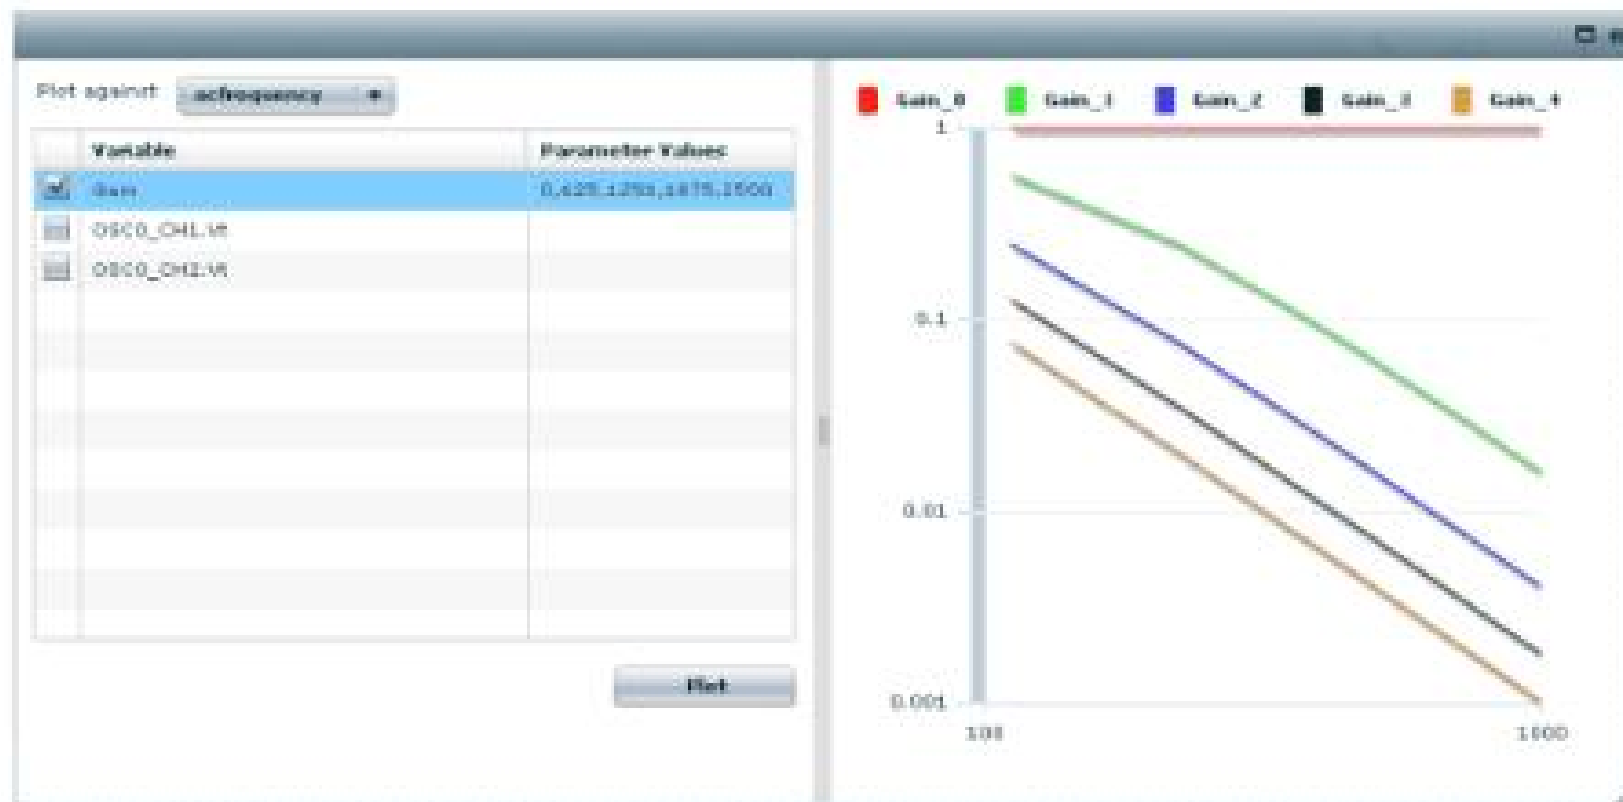 Plot against acfrequency
Variable Parameter Values
Gain 0,625,1250,1875,2500
OSC0_CH1.Vt
OSC0_CH2.Vt
Plot
Gain_0 Gain_1 Gain_2 Gain_3 Gain_4
1
0.1
0.01
0.001
100 1000